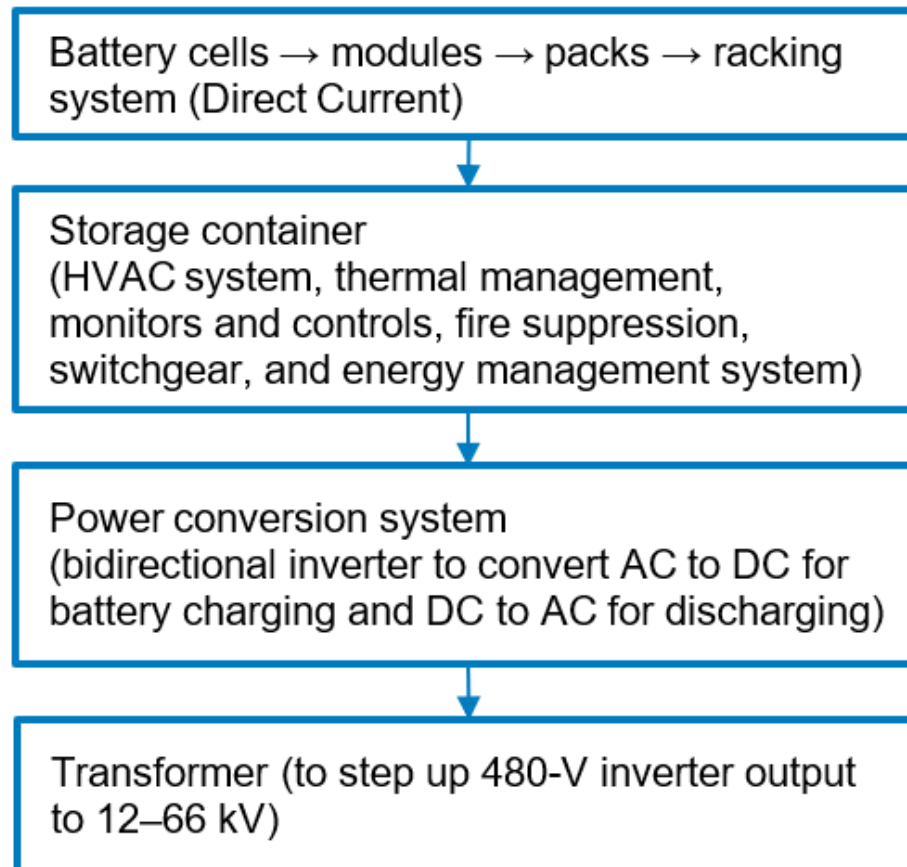 Battery cells → modules → packs → racking
system (Direct Current)
Storage container
(HVAC system, thermal management,
monitors and controls, fire suppression,
switchgear, and energy management system)
Power conversion system
(bidirectional inverter to convert AC to DC for
battery charging and DC to AC for discharging)
Transformer (to step up 480-V inverter output
to 12–66 kV)